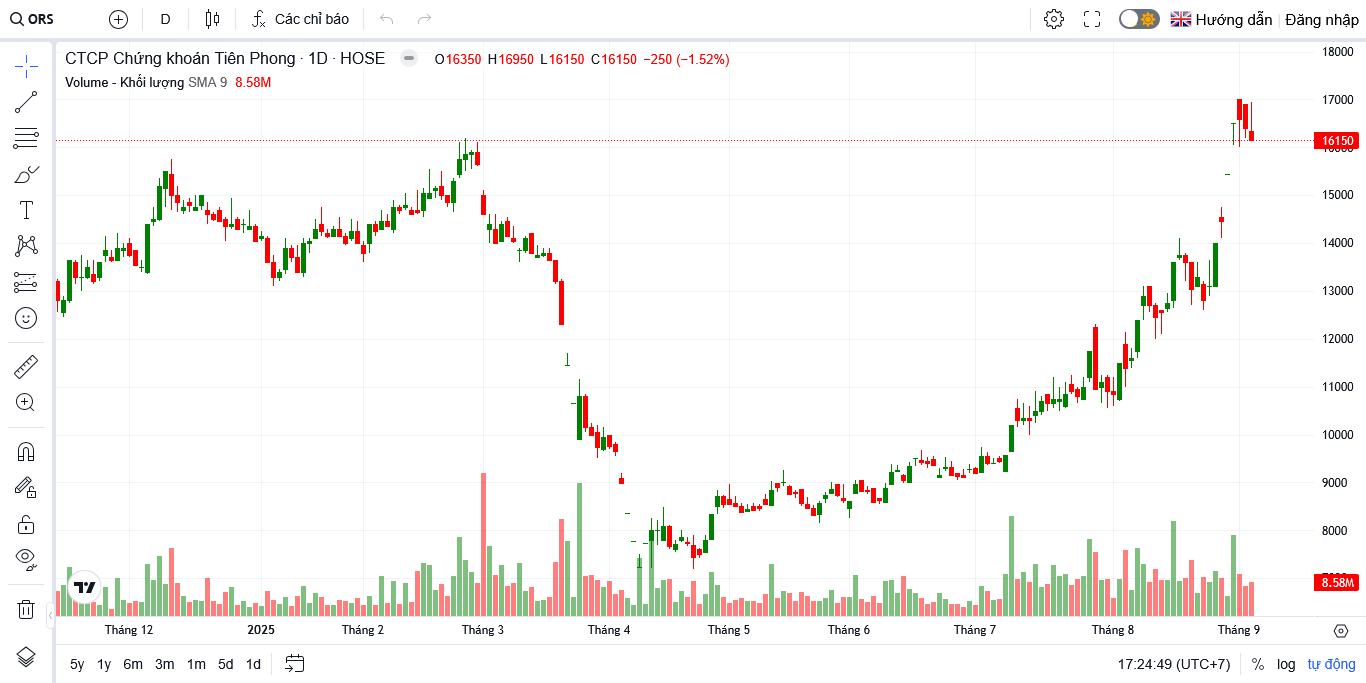 ORS D Các chỉ báo Hướng dẫn Đăng nhập
CTCP Chứng khoán Tiên Phong · 1D · HOSE O16350 H16950 L16150 C16150 −250 (−1.52%)
Volume - Khối lượng SMA 9 8.58M
18000
17000
16150
16000
15000
14000
13000
12000
11000
10000
9000
8000
8.58M
Tháng 12 2025 Tháng 2 Tháng 3 Tháng 4 Tháng 5 Tháng 6 Tháng 7 Tháng 8 Tháng 9
5y 1y 6m 3m 1m 5d 1d 17:24:49 (UTC+7) % log tự động